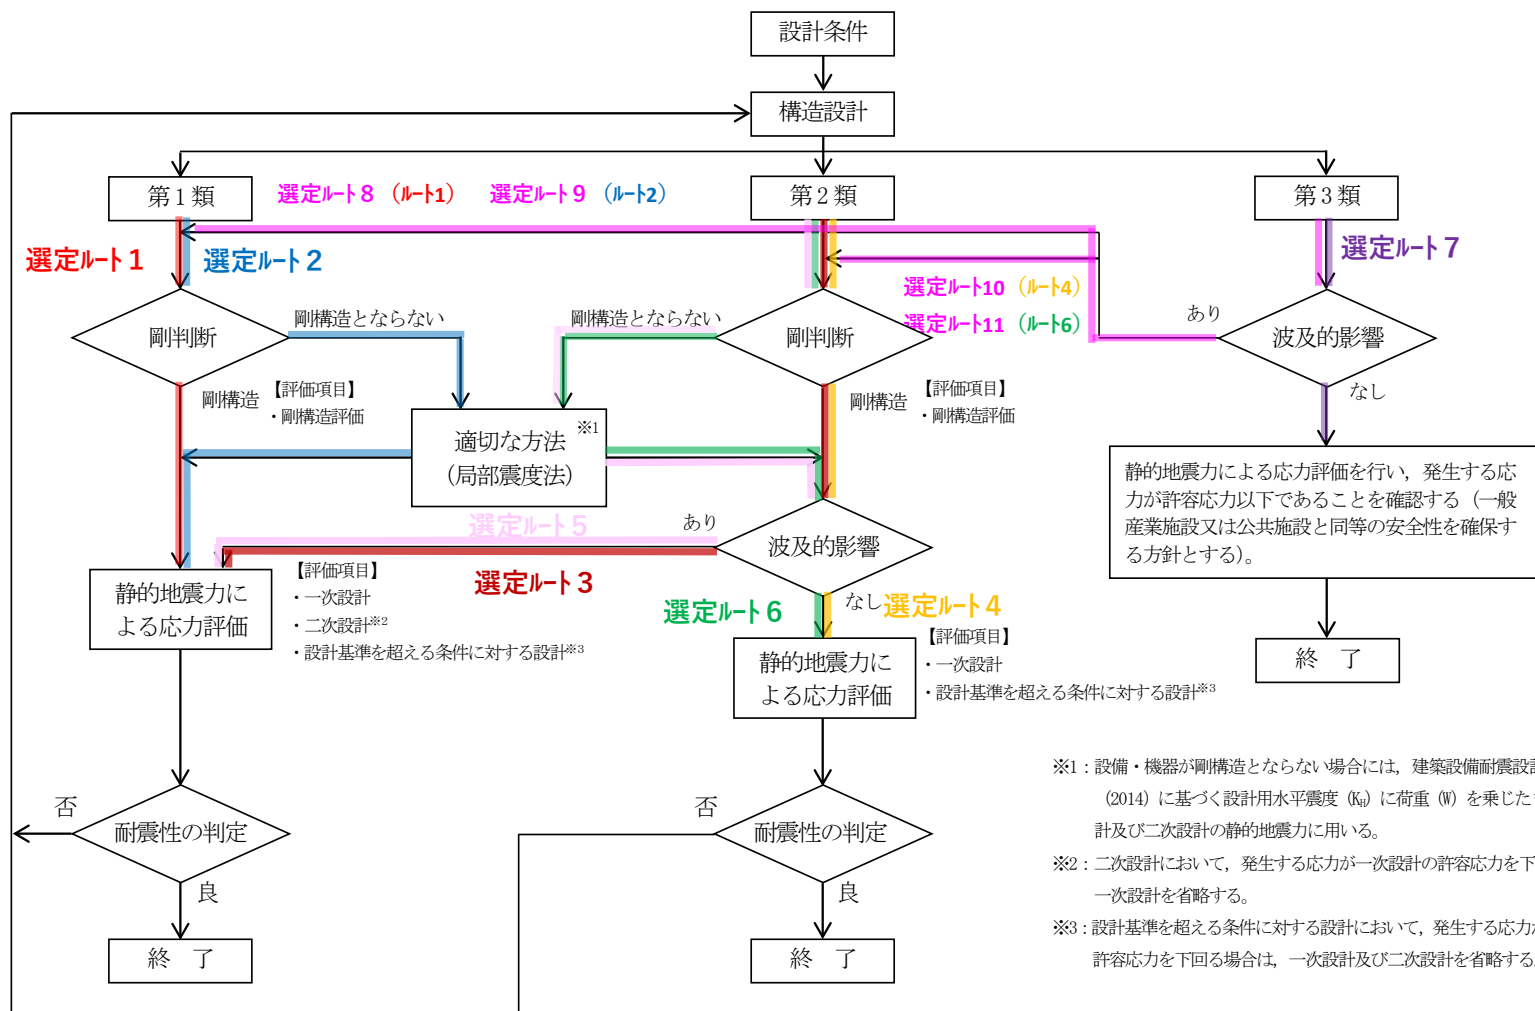 設計条件
構造設計
第1類
選定ルート8（ルート1）
選定ルート9（ルート2）
第2類
第3類
選定ルート1
選定ルート2
選定ルート7
選定ルート10（ルート4）
選定ルート11（ルート6）
剛構造とならない
剛構造とならない
あり
剛判断
剛判断
波及的影響
剛構造
【評価項目】
・剛構造評価
剛構造
【評価項目】
・剛構造評価
なし
適切な方法
（局部震度法）
※1
静的地震力による応力評価を行い，発生する応
力が許容応力以下であることを確認する（一般
産業施設又は公共施設と同等の安全性を確保す
る方針とする）。
選定ルート5
あり
波及的影響
選定ルート3
静的地震力に
よる応力評価
【評価項目】
・一次設計
・二次設計※2
・設計基準を超える条件に対する設計※3
選定ルート6
なし
選定ルート4
静的地震力に
よる応力評価
【評価項目】
・一次設計
・設計基準を超える条件に対する設計※3
終 了
否
耐震性の判定
良
終 了
否
耐震性の判定
良
終 了
※1：設備・機器が剛構造とならない場合には，建築設備耐震設
（2014）に基づく設計用水平震度（KH）に荷重（W）を乗じた
計及び二次設計の静的地震力に用いる。
※2：二次設計において，発生する応力が一次設計の許容応力を下
一次設計を省略する。
※3：設計基準を超える条件に対する設計において，発生する応力
許容応力を下回る場合は，一次設計及び二次設計を省略する